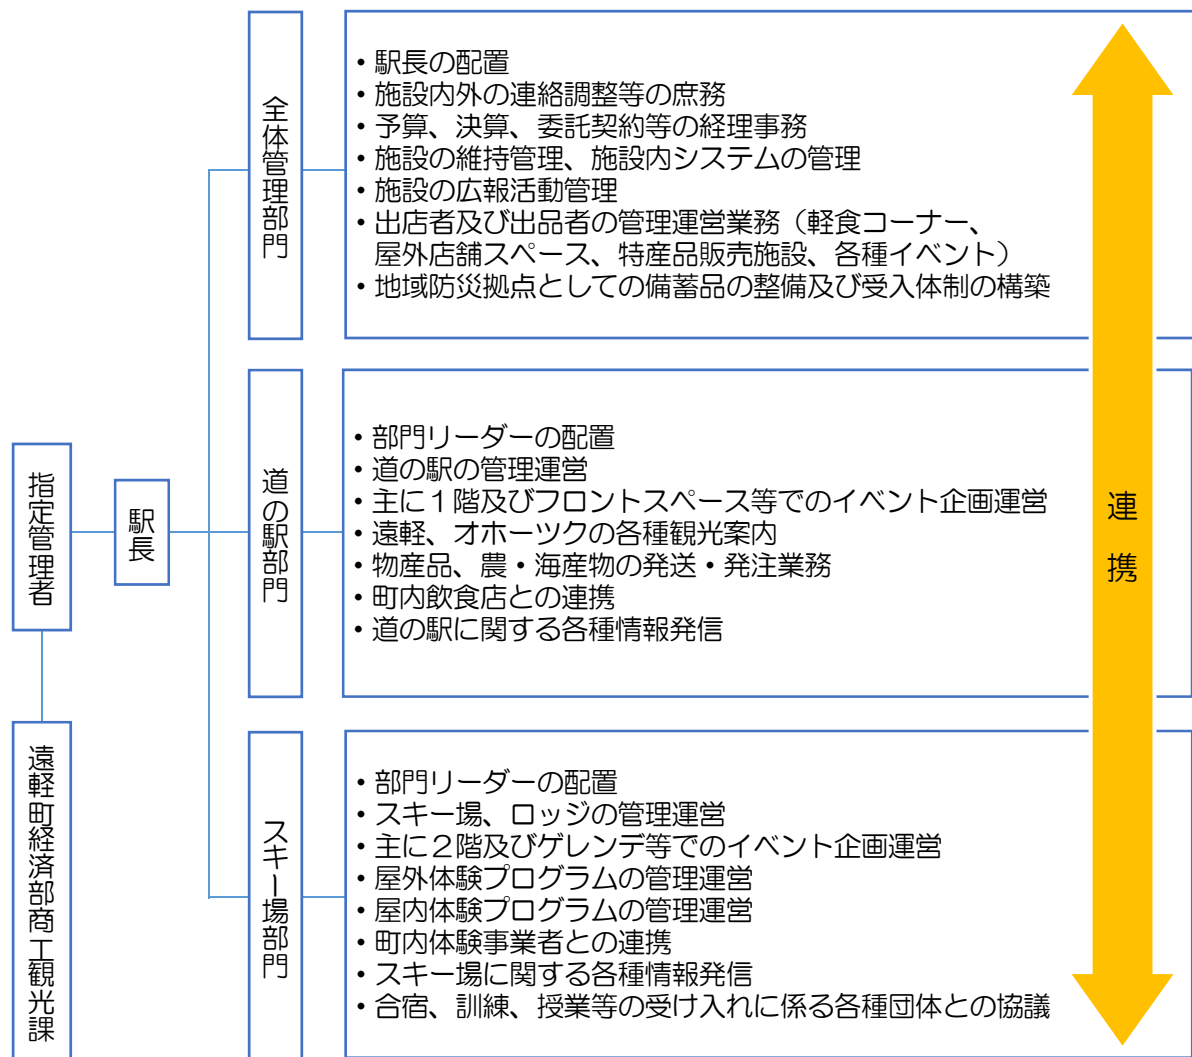 指定管理者
遠軽町経済部商工観光課
駅長
全体管理部門
・駅長の配置
・施設内外の連絡調整等の庶務
・予算、決算、委託契約等の経理事務
・施設の維持管理、施設内システムの管理
・施設の広報活動管理
・出店者及び出品者の管理運営業務（軽食コーナー、
屋外店舗スペース、特産品販売施設、各種イベント）
・地域防災拠点としての備蓄品の整備及び受入体制の構築
道の駅部門
・部門リーダーの配置
・道の駅の管理運営
・主に１階及びフロントスペース等でのイベント企画運営
・遠軽、オホーツクの各種観光案内
・物産品、農・海産物の発送・発注業務
・町内飲食店との連携
・道の駅に関する各種情報発信
スキー場部門
・部門リーダーの配置
・スキー場、ロッジの管理運営
・主に２階及びゲレンデ等でのイベント企画運営
・屋外体験プログラムの管理運営
・屋内体験プログラムの管理運営
・町内体験事業者との連携
・スキー場に関する各種情報発信
・合宿、訓練、授業等の受け入れに係る各種団体との協議
連携